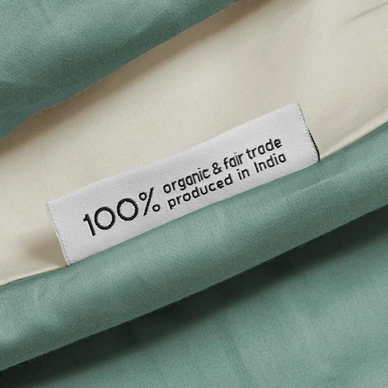 100% organic & fair trade
produced in India